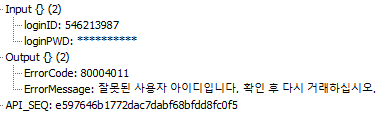 Input {} (2)
loginID: 546213987
loginPWD: **********
Output {} (2)
ErrorCode: 80004011
ErrorMessage: 잘못된 사용자 아이디입니다. 확인 후 다시 거래하십시오.
API_SEQ: e597646b1772dac7dabf68bfdd8fc0f5